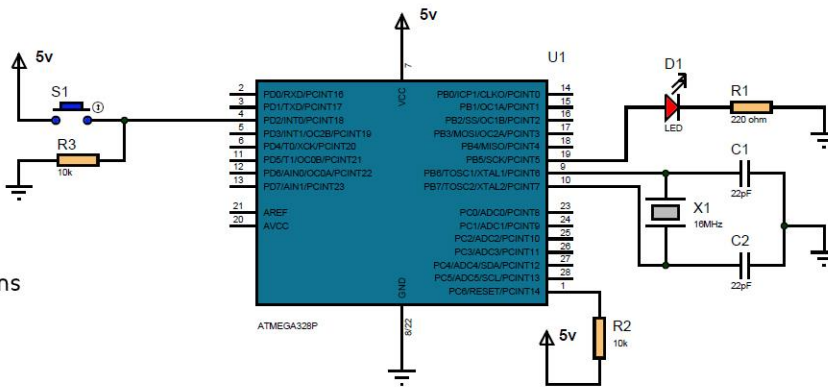 5v
5v
U1
D1
S1
R1
7
VCC
2 PD0/RXD/PCINT16
3 PD1/TXD/PCINT17
4 PD2/INT0/PCINT18
5 PD3/INT1/OC2B/PCINT19
6 PD4/T0/XCK/PCINT20
11 PD5/T1/OC0B/PCINT21
12 PD6/AIN0/OC0A/PCINT22
13 PD7/AIN1/PCINT23
21 AREF
20 AVCC
PB0/ICP1/CLKO/PCINT0 14
PB1/OC1A/PCINT1 15
PB2/SS/OC1B/PCINT2 16
PB3/MOSI/OC2A/PCINT3 17
PB4/MISO/PCINT4 18
PB5/SCK/PCINT5 19
PB6/TOSC1/XTAL1/PCINT6 9
PB7/TOSC2/XTAL2/PCINT7 10
PC0/ADC0/PCINT8 23
PC1/ADC1/PCINT9 24
PC2/ADC2/PCINT10 25
PC3/ADC3/PCINT11 26
PC4/ADC4/SDA/PCINT12 27
PC5/ADC5/SCL/PCINT13 28
PC6/RESET/PCINT14 1
LED
220 ohm
R3
10k
C1
22pF
X1
16MHz
C2
22pF
ns
GND
8/22
ATMEGA328P
5v
R2
10k